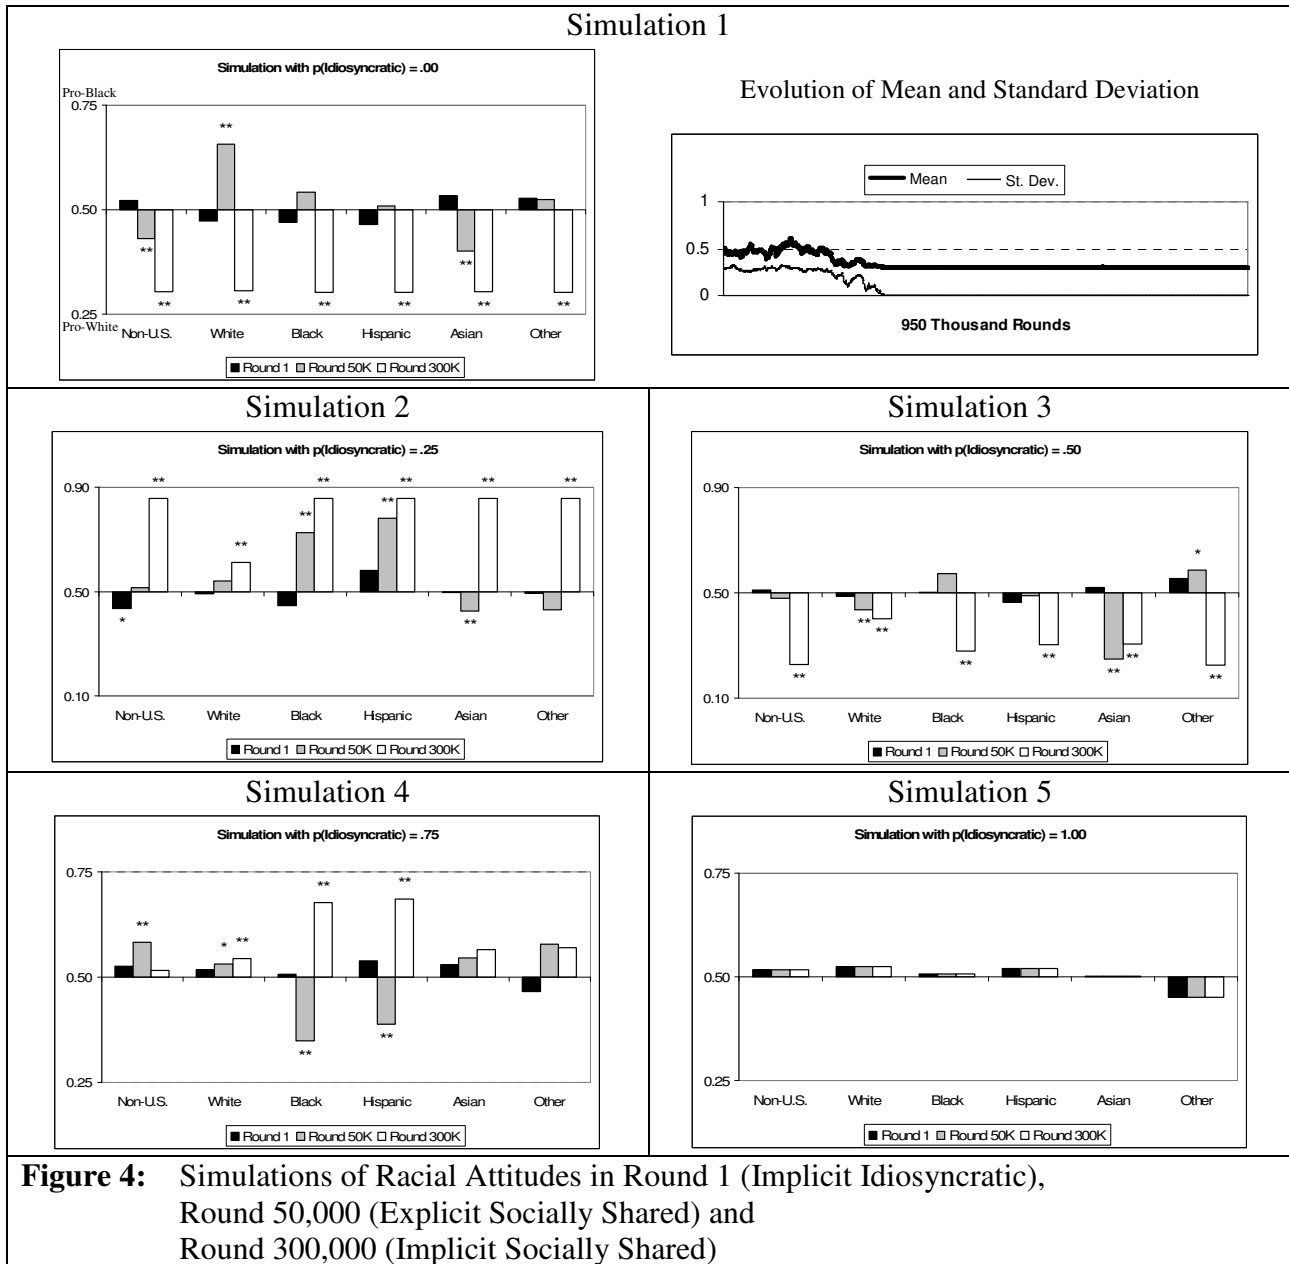 Simulation 1
Simulation with p(Idiosyncratic) = .00
Pro-Black
0.75
**
0.50
**
**
**
**
**
**
**
**
0.25
Pro-White
Non-U.S. White Black Hispanic Asian Other
Round 1 Round 50K Round 300K
Evolution of Mean and Standard Deviation
Mean St. Dev.
1
0.5
0
950 Thousand Rounds
Simulation 2
Simulation with p(Idiosyncratic) = .25
0.90
** ** ** ** **
** **
**
0.50
*
**
0.10
Non-U.S. White Black Hispanic Asian Other
Round 1 Round 50K Round 300K
Simulation 3
Simulation with p(Idiosyncratic) = .50
0.90
*
0.50
** **
** ** ** **
** **
0.10
Non-U.S. White Black Hispanic Asian Other
Round 1 Round 50K Round 300K
Simulation 4
Simulation with p(Idiosyncratic) = .75
0.75
** **
** * **
0.50
** **
0.25
Non-U.S. White Black Hispanic Asian Other
Round 1 Round 50K Round 300K
Simulation 5
Simulation with p(Idiosyncratic) = 1.00
0.75
0.50
0.25
Non-U.S. White Black Hispanic Asian Other
Round 1 Round 50K Round 300K
Figure 4: Simulations of Racial Attitudes in Round 1 (Implicit Idiosyncratic),
Round 50,000 (Explicit Socially Shared) and
Round 300,000 (Implicit Socially Shared)